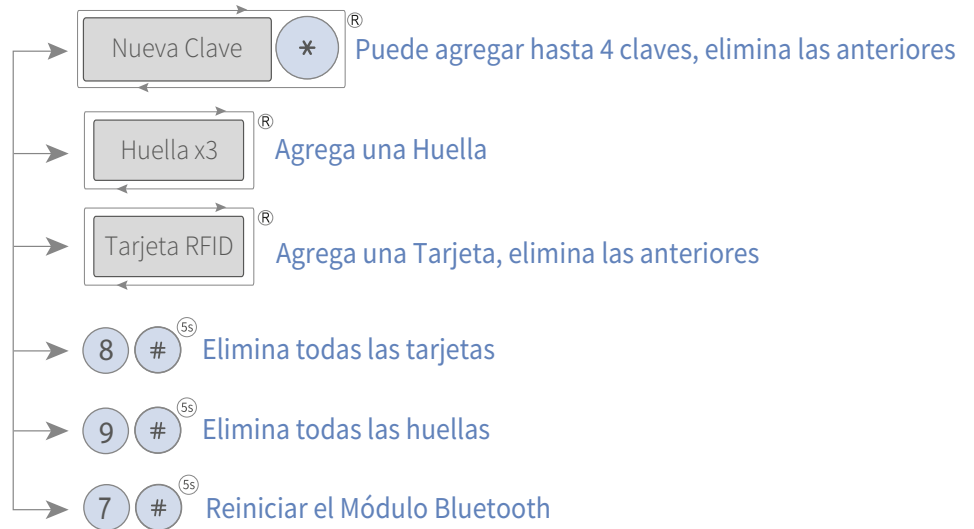 Nueva Clave * ® Puede agregar hasta 4 claves, elimina las anteriores
Huella x3 ® Agrega una Huella
Tarjeta RFID ® Agrega una Tarjeta, elimina las anteriores
8 # 5s Elimina todas las tarjetas
9 # 5s Elimina todas las huellas
7 # 5s Reiniciar el Módulo Bluetooth